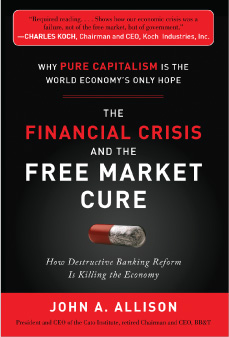 "Required reading. . . . Shows how our economic crisis was a
failure, not of the free market, but of government."
—CHARLES KOCH, Chairman and CEO, Koch Industries, Inc.
WHY PURE CAPITALISM IS THE
WORLD ECONOMY'S ONLY HOPE
THE
FINANCIAL CRISIS
AND THE
FREE MARKET
CURE
How Destructive Banking Reform
Is Killing the Economy
JOHN A. ALLISON
President and CEO of the Cato Institute, retired Chairman and CEO, BB&T